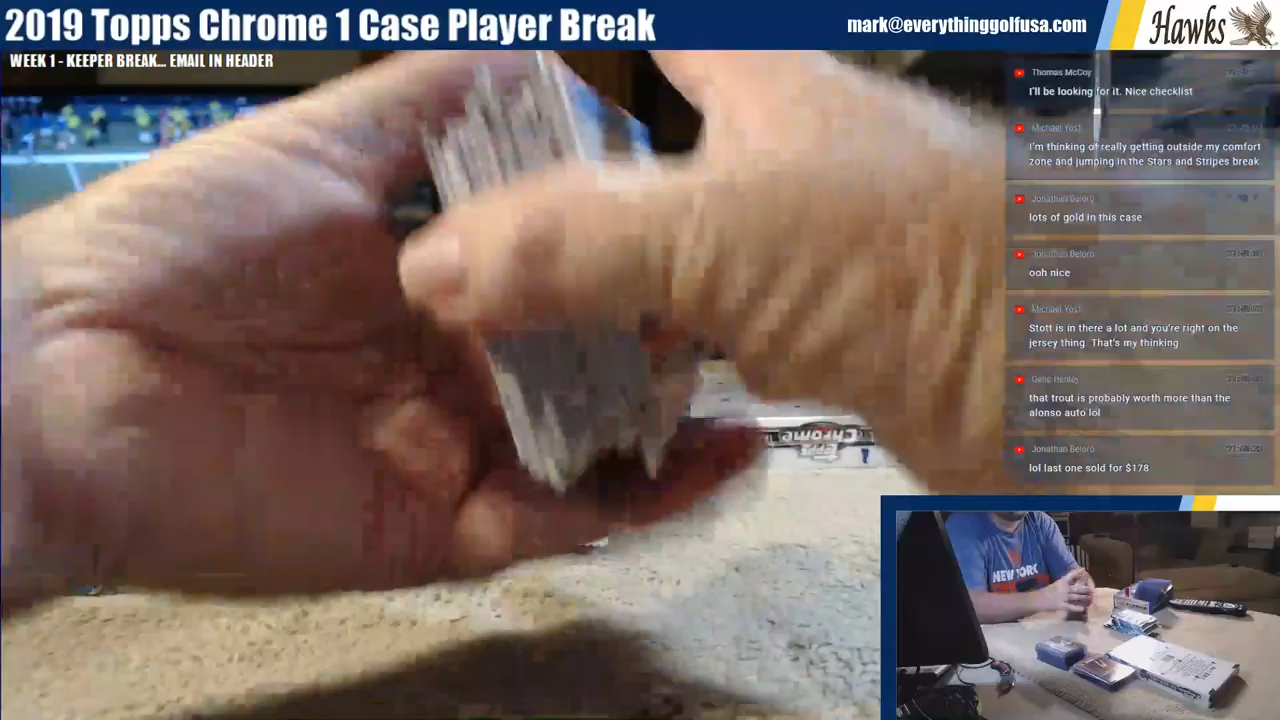 2019 Topps Chrome 1 Case Player Break
mark@everythinggolfusa.com
Hawks
WEEK 1 - KEEPER BREAK... EMAIL IN HEADER
Thomas McCoy
I'll be looking for it. Nice checklist
Michael Yost
I'm thinking of really getting outside my comfort
zone and jumping in the Stars and Stripes break
Jonathan Beloro
lots of gold in this case
Jonathan Beloro
ooh nice
Michael Yost
Stott is in there a lot and you're right on the
jersey thing. That's my thinking
Gene Henley
that trout is probably worth more than the
alonso auto lol
Jonathan Beloro
lol last one sold for $178
Topps
Chrome
NEW YORK